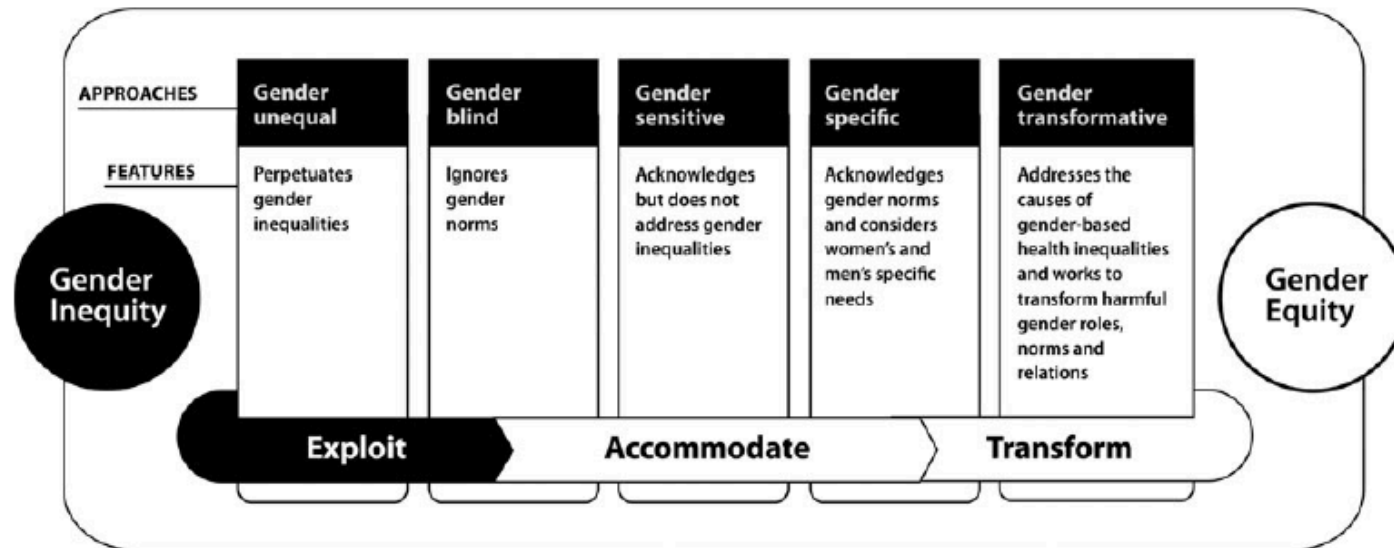 APPROACHES
Gender
unequal
Gender
blind
Gender
sensitive
Gender
specific
Gender
transformative
FEATURES
Perpetuates
gender
inequalities
Ignores
gender
norms
Acknowledges
but does not
address gender
inequalities
Acknowledges
gender norms
and considers
women's and
men's specific
needs
Addresses the
causes of
gender-based
health inequalities
and works to
transform harmful
gender roles,
norms and
relations
Gender
Inequity
Gender
Equity
Exploit
Accommodate
Transform